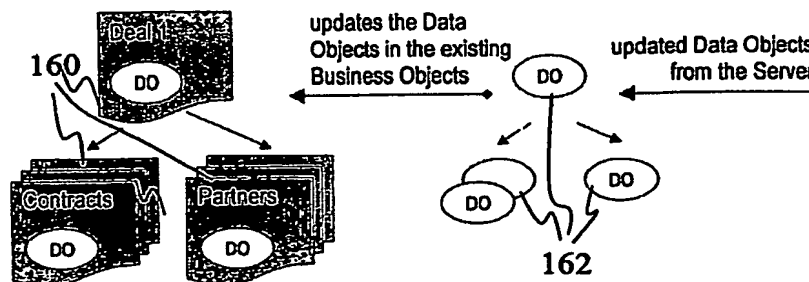 Deal 1
160
DO
updates the Data
Objects in the existing
Business Objects
DO
updated Data Objects
from the Server
Contracts
DO
Partners
DO
DO
DO
162